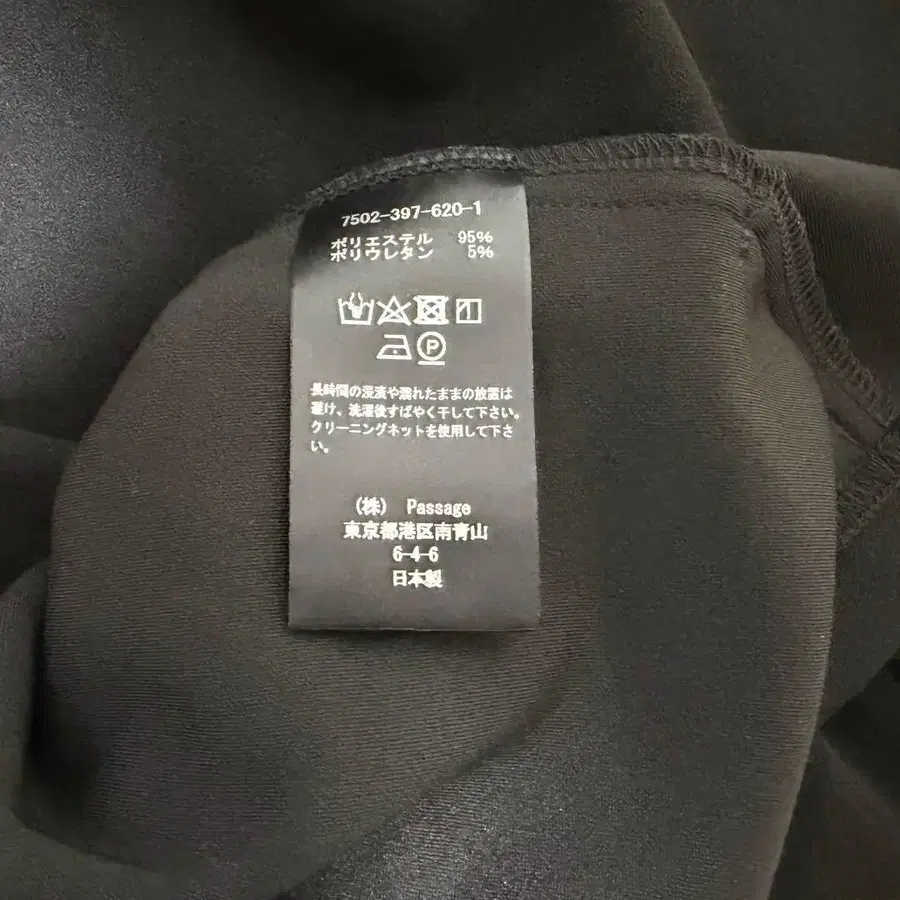 7502-397-620-1
ポリエステル 95%
ポリウレタン 5%
P
長時間の浸漬や濡れたままの放置は
避け、洗濯後すばやく干して下さい。
クリーニングネットを使用して下さ
い。
(株) Passage
東京都港区南青山
6-4-6
日本製